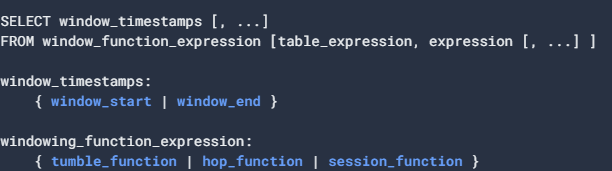 SELECT window_timestamps [, ...]
FROM window_function_expression [table_expression, expression [, ...] ]
window_timestamps:
{ window_start | window_end }
windowing_function_expression:
{ tumble_function | hop_function | session_function }